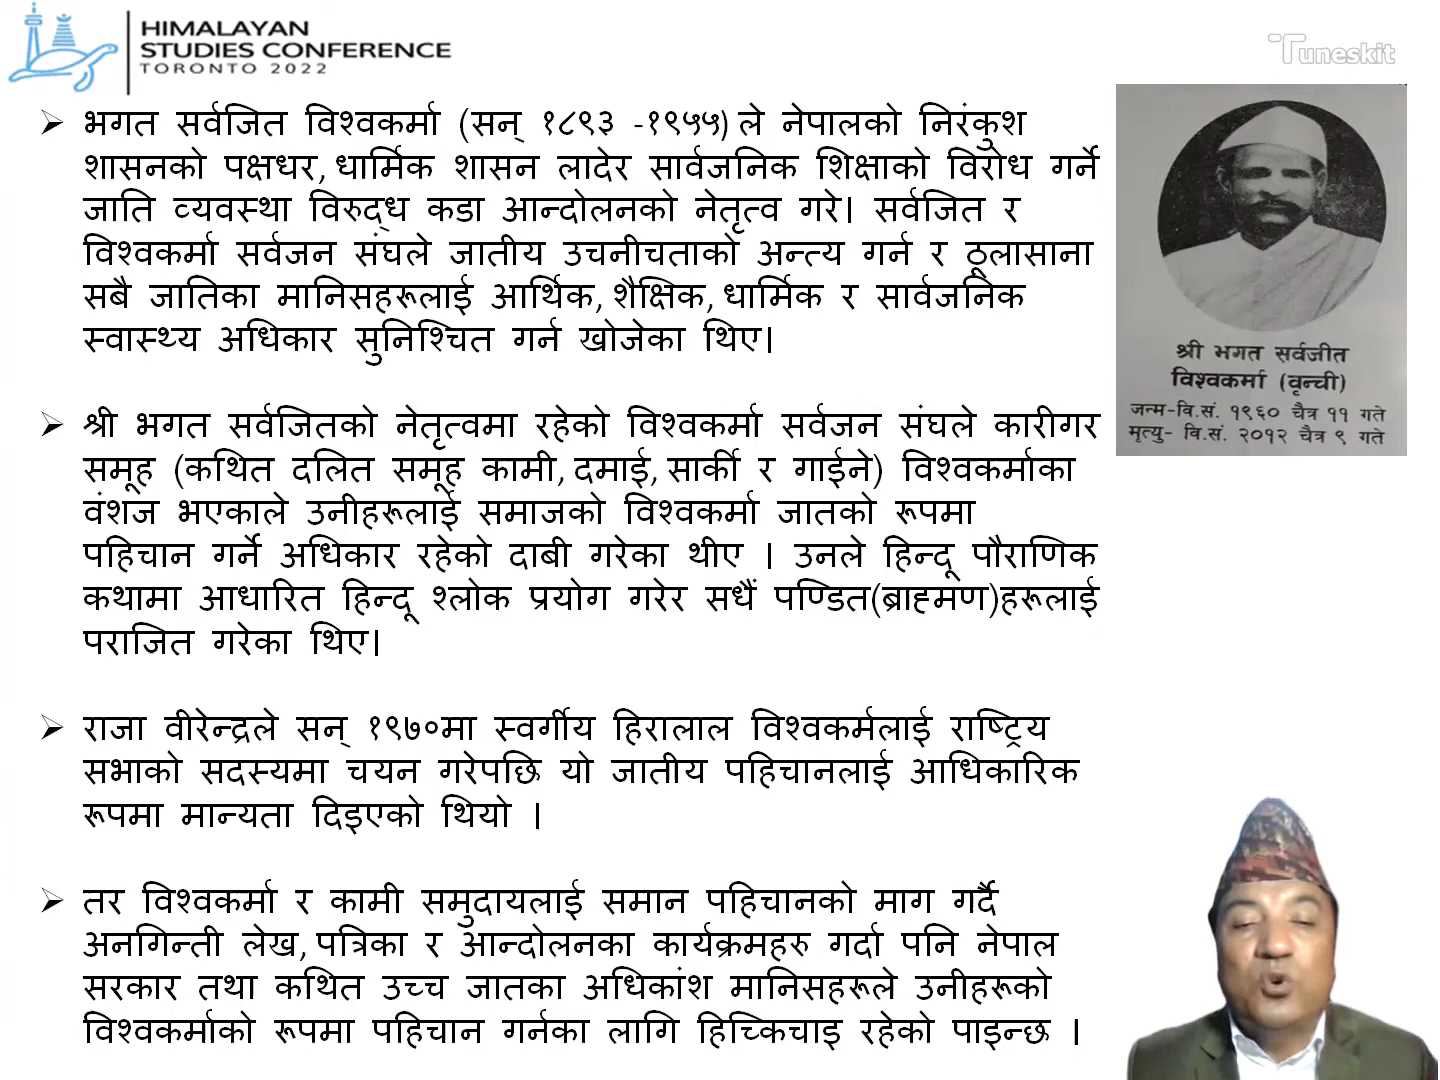 HIMALAYAN
STUDIES CONFERENCE
TORONTO 2022
Tuneskit
➢ भगत सर्वजित विश्वकर्मा (सन् १८९३ -१९५५) ले नेपालको निरंकुश
शासनको पक्षधर, धार्मिक शासन लादेर सार्वजनिक शिक्षाको विरोध गर्ने
जाति व्यवस्था विरुद्ध कडा आन्दोलनको नेतृत्व गरे। सर्वजित र
विश्वकर्मा सर्वजन संघले जातीय उचनीचताको अन्त्य गर्न र ठूलासाना
सबै जातिका मानिसहरूलाई आर्थिक, शैक्षिक, धार्मिक र सार्वजनिक
स्वास्थ्य अधिकार सुनिश्चित गर्न खोजेका थिए।
➢ श्री भगत सर्वजितको नेतृत्वमा रहेको विश्वकर्मा सर्वजन संघले कारीगर
समूह (कथित दलित समूह कामी, दमाई, सार्की र गाईने) विश्वकर्माका
वंशज भएकाले उनीहरूलाई समाजको विश्वकर्मा जातको रूपमा
पहिचान गर्ने अधिकार रहेको दाबी गरेका थीए । उनले हिन्दू पौराणिक
कथामा आधारित हिन्दू श्लोक प्रयोग गरेर सधैं पण्डित(ब्राह्मण)हरूलाई
पराजित गरेका थिए।
➢ राजा वीरेन्द्रले सन् १९७०मा स्वर्गीय हिरालाल विश्वकर्मलाई राष्ट्रिय
सभाको सदस्यमा चयन गरेपछि यो जातीय पहिचानलाई आधिकारिक
रूपमा मान्यता दिइएको थियो ।
➢ तर विश्वकर्मा र कामी समुदायलाई समान पहिचानको माग गर्दै
अनगिन्ती लेख, पत्रिका र आन्दोलनका कार्यक्रमहरु गर्दा पनि नेपाल
सरकार तथा कथित उच्च जातका अधिकांश मानिसहरूले उनीहरूको
विश्वकर्माको रूपमा पहिचान गर्नका लागि हिच्किचाइ रहेको पाइन्छ ।
श्री भगत सर्वजीत
विश्वकर्मा (वृन्ची)
जन्म-वि.सं. १९६० चैत्र ११ गते
मृत्यु- वि.सं. २०१२ चैत्र ९ गते